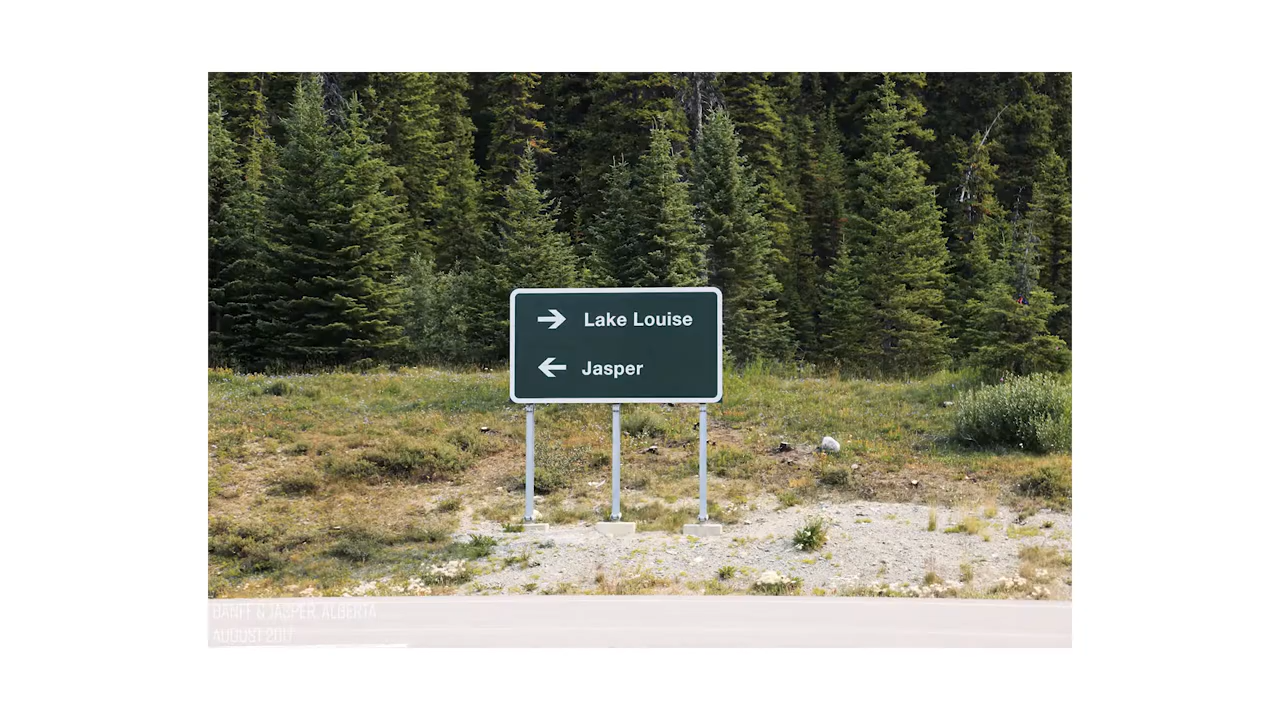 → Lake Louise
← Jasper
BANFF & JASPER, ALBERTA
AUGUST 2017